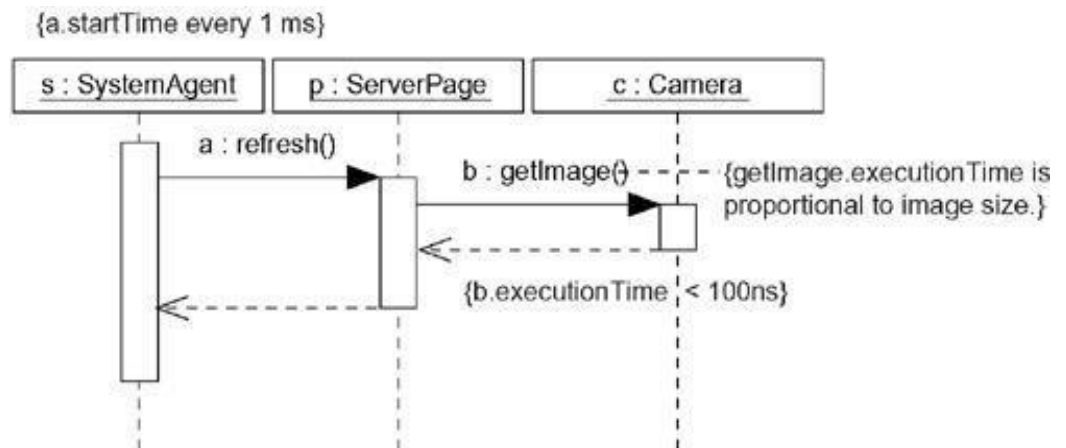 {a.startTime every 1 ms}
s : SystemAgent
p : ServerPage
c : Camera
a : refresh()
b : getImage()
{getImage.executionTime is
proportional to image size.}
{b.executionTime < 100ns}